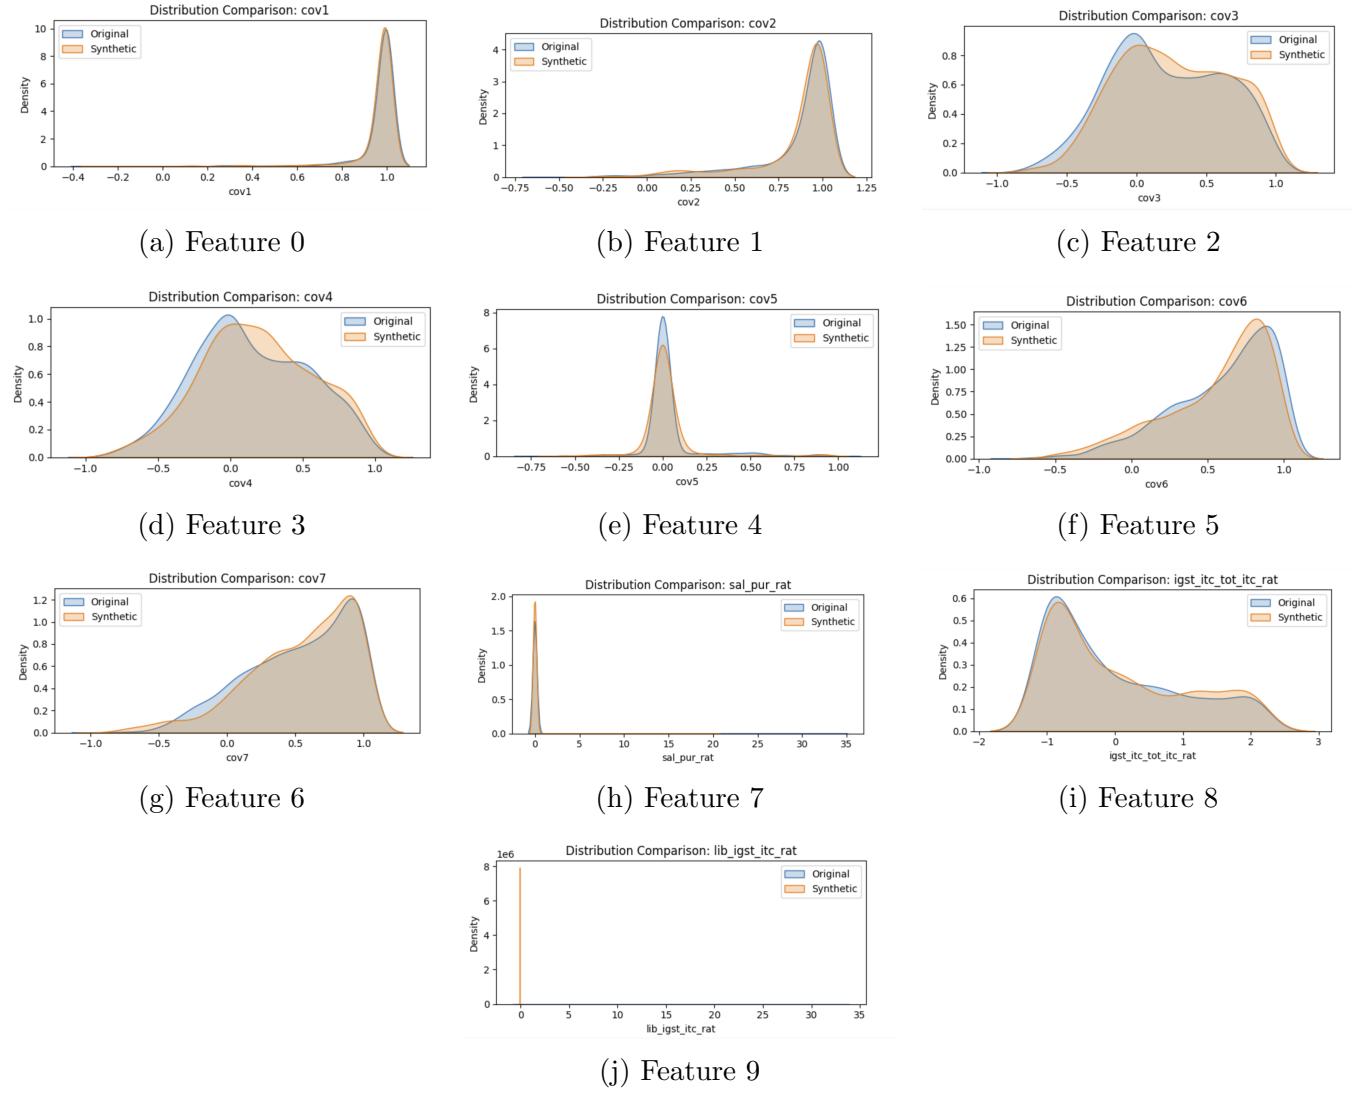 Distribution Comparison: cov1
Original
Synthetic
Density
10
8
6
4
2
0
−0.4 −0.2 0.0 0.2 0.4 0.6 0.8 1.0
cov1
(a) Feature 0
Distribution Comparison: cov2
Original
Synthetic
Density
4
3
2
1
0
−0.75 −0.50 −0.25 0.00 0.25 0.50 0.75 1.00 1.25
cov2
(b) Feature 1
Distribution Comparison: cov3
Original
Synthetic
Density
0.8
0.6
0.4
0.2
0.0
−1.0 −0.5 0.0 0.5 1.0
cov3
(c) Feature 2
Distribution Comparison: cov4
Original
Synthetic
Density
1.0
0.8
0.6
0.4
0.2
0.0
−1.0 −0.5 0.0 0.5 1.0
cov4
(d) Feature 3
Distribution Comparison: cov5
Original
Synthetic
Density
8
6
4
2
0
−0.75 −0.50 −0.25 0.00 0.25 0.50 0.75 1.00
cov5
(e) Feature 4
Distribution Comparison: cov6
Original
Synthetic
Density
1.50
1.25
1.00
0.75
0.50
0.25
0.00
−1.0 −0.5 0.0 0.5 1.0
cov6
(f) Feature 5
Distribution Comparison: cov7
Original
Synthetic
Density
1.2
1.0
0.8
0.6
0.4
0.2
0.0
−1.0 −0.5 0.0 0.5 1.0
cov7
(g) Feature 6
Distribution Comparison: sal_pur_rat
Original
Synthetic
Density
2.0
1.5
1.0
0.5
0.0
0 5 10 15 20 25 30 35
sal_pur_rat
(h) Feature 7
Distribution Comparison: igst_itc_tot_itc_rat
Original
Synthetic
Density
0.6
0.5
0.4
0.3
0.2
0.1
0.0
−2 −1 0 1 2 3
igst_itc_tot_itc_rat
(i) Feature 8
Distribution Comparison: lib_igst_itc_rat
1e6
Original
Synthetic
Density
8
6
4
2
0
0 5 10 15 20 25 30 35
lib_igst_itc_rat
(j) Feature 9